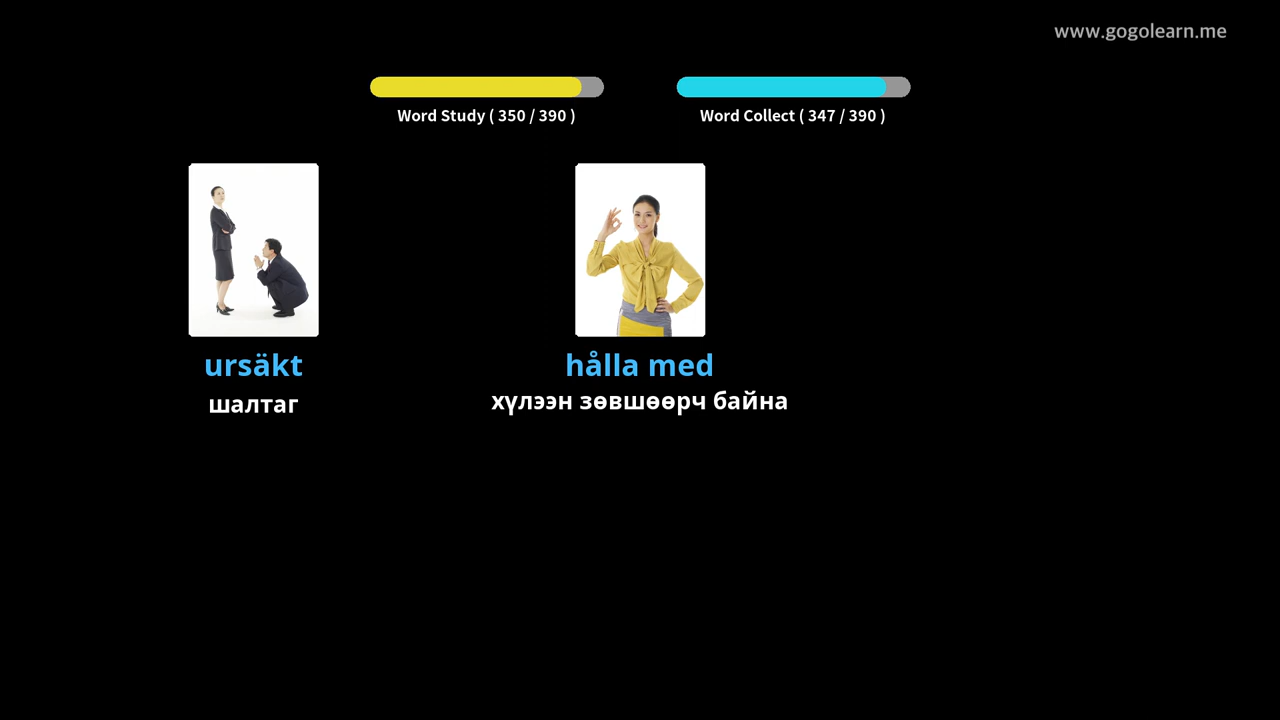 www.gogolearn.me
Word Study ( 350 / 390 )
Word Collect ( 347 / 390 )
ursäkt
шалтаг
hålla med
хүлээн зөвшөөрч байна